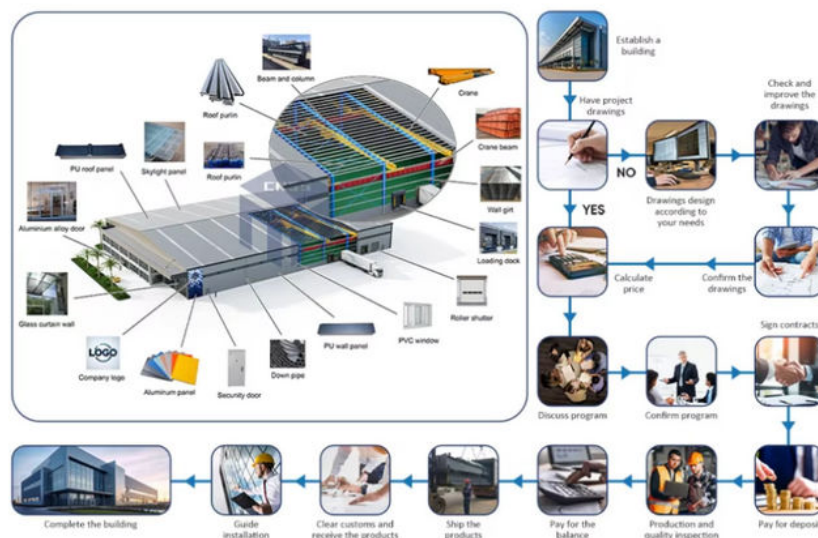 Beam and column
Crane
Roof purlin
Crane beam
Skylight panel
Roof purlin
PU roof panel
Wall girt
Aluminium alloy door
Loading dock
Glass curtain wall
Roller shutter
PVC window
PU wall panel
LOGO
Company logo
Down pipe
Aluminum panel
Security door
Establish a
building
Have project
drawings
NO
YES
Drawings design
according to
your needs
Check and
improve the
drawings
Confirm the
drawings
Calculate
price
Discuss program
Confirm program
Sign contracts
Pay for deposit
Production and
quality inspection
Pay for the
balance
Ship the
products
Clear customs and
receive the products
Guide
installation
Complete the building